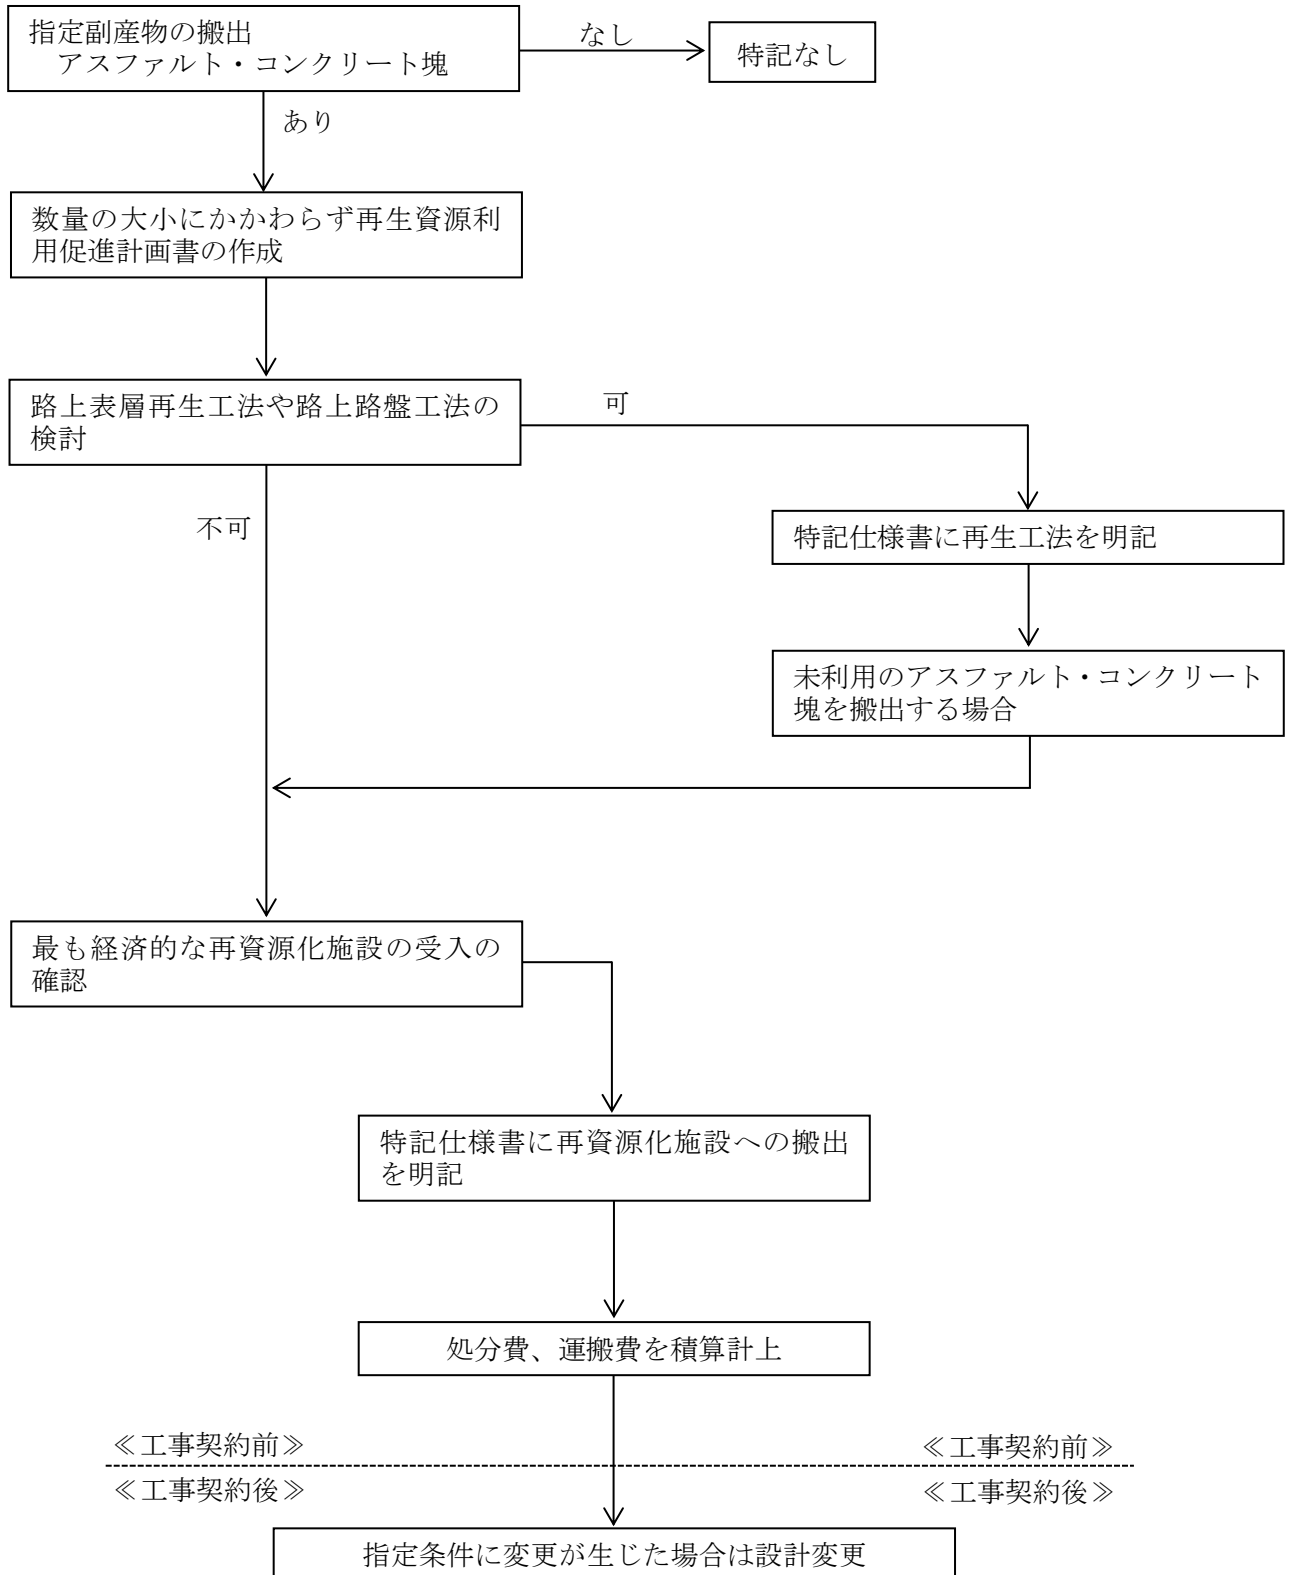 指定副産物の搬出
アスファルト・コンクリート塊
なし
特記なし
あり
数量の大小にかかわらず再生資源利
用促進計画書の作成
路上表層再生工法や路上路盤工法の
検討
可
不可
特記仕様書に再生工法を明記
未利用のアスファルト・コンクリート
塊を搬出する場合
最も経済的な再資源化施設の受入の
確認
特記仕様書に再資源化施設への搬出
を明記
処分費、運搬費を積算計上
≪工事契約前≫
≪工事契約前≫
≪工事契約後≫
≪工事契約後≫
指定条件に変更が生じた場合は設計変更